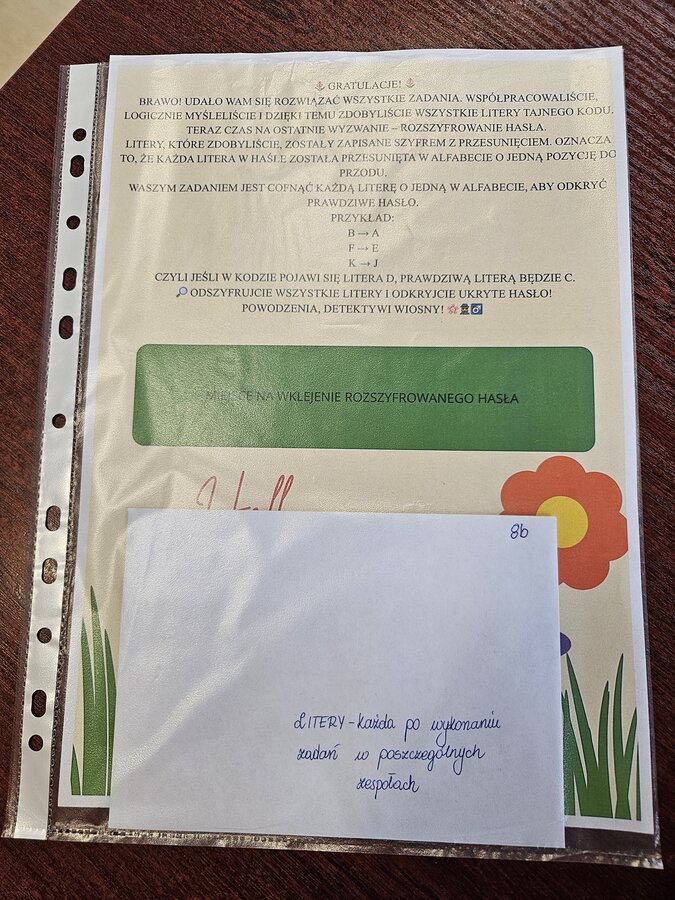 🌷 GRATULACJE! 🌷
BRAWO! UDAŁO WAM SIĘ ROZWIĄZAĆ WSZYSTKIE ZADANIA. WSPÓŁPRACOWALIŚCIE,
LOGICZNIE MYŚLELIŚCIE I DZIĘKI TEMU ZDOBYLIŚCIE WSZYSTKIE LITERY TAJNEGO KODU.
TERAZ CZAS NA OSTATNIE WYZWANIE – ROZSZYFROWANIE HASŁA.
LITERY, KTÓRE ZDOBYLIŚCIE, ZOSTAŁY ZAPISANE SZYFREM Z PRZESUNIĘCIEM. OZNACZA
TO, ŻE KAŻDA LITERA W HAŚLE ZOSTAŁA PRZESUNIĘTA W ALFABECIE O JEDNĄ POZYCJĘ DO
PRZODU.
WASZYM ZADANIEM JEST COFNĄĆ KAŻDĄ LITERĘ O JEDNĄ W ALFABECIE, ABY ODKRYĆ
PRAWDZIWE HASŁO.
PRZYKŁAD:
B → A
F → E
K → J
CZYLI JEŚLI W KODZIE POJAWI SIĘ LITERA D, PRAWDZIWĄ LITERĄ BĘDZIE C.
🔎 ODSZYFRUJCIE WSZYSTKIE LITERY I ODKRYJCIE UKRYTE HASŁO!
POWODZENIA, DETEKTYWI WIOSNY! 🌸🕵️♂️
MIEJSCE NA WKLEJENIE ROZSZYFROWANEGO HASŁA
8b
LITERY - każda po wykonaniu
zadań w poszczególnych
zespołach